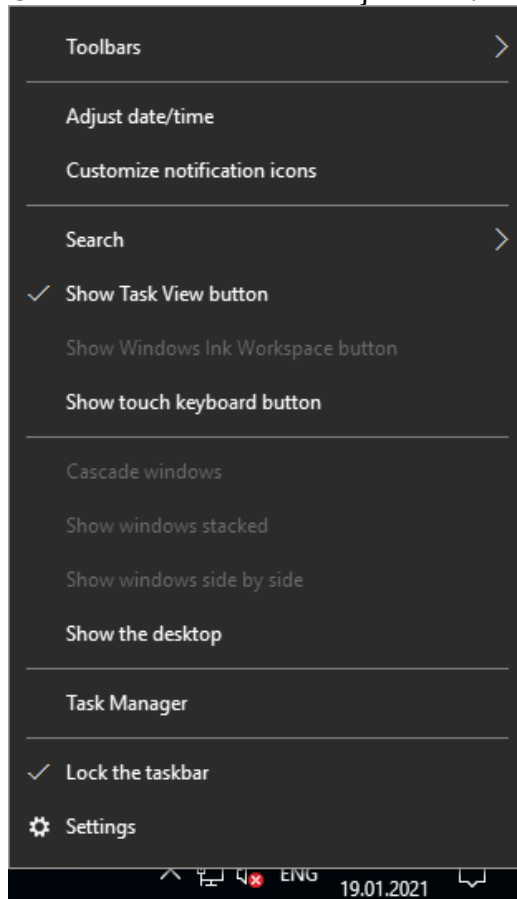 Toolbars
Adjust date/time
Customize notification icons
Search
Show Task View button
Show Windows Ink Workspace button
Show touch keyboard button
Cascade windows
Show windows stacked
Show windows side by side
Show the desktop
Task Manager
Lock the taskbar
Settings
ENG
19.01.2021